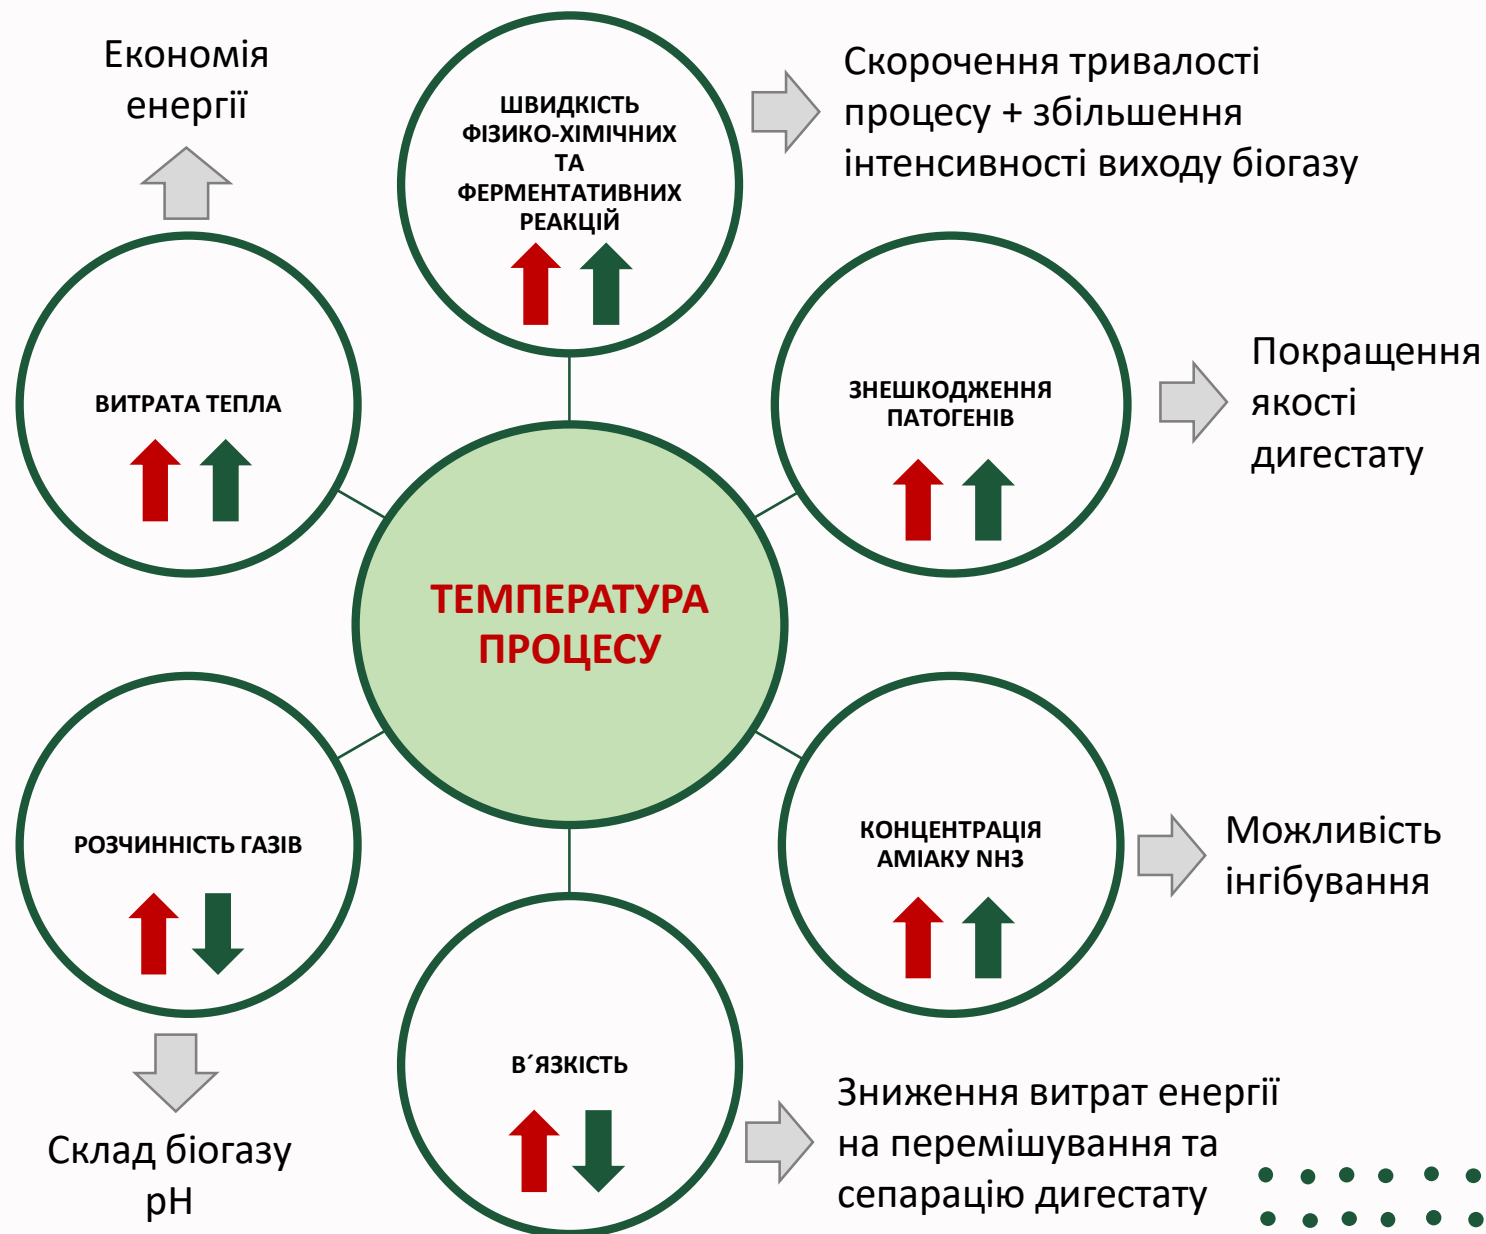 Економія
енергії
ШВИДКІСТЬ
ФІЗИКО-ХІМІЧНИХ
ТА
ФЕРМЕНТАТИВНИХ
РЕАКЦІЙ
Скорочення тривалості
процесу + збільшення
інтенсивності виходу біогазу
ВИТРАТА ТЕПЛА
ЗНЕШКОДЖЕННЯ
ПАТОГЕНІВ
Покращення
якості
дигестату
ТЕМПЕРАТУРА
ПРОЦЕСУ
РОЗЧИННІСТЬ ГАЗІВ
КОНЦЕНТРАЦІЯ
АМІАКУ NH3
Можливість
інгібування
Склад біогазу
pH
В´ЯЗКІСТЬ
Зниження витрат енергії
на перемішування та
сепарацію дигестату